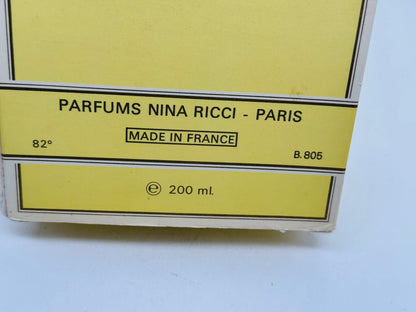 PARFUMS NINA RICCI - PARIS
82° MADE IN FRANCE B.805
℮ 200 ml.